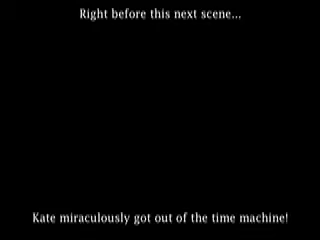 Right before this next scene...
Kate miraculously got out of the time machine!